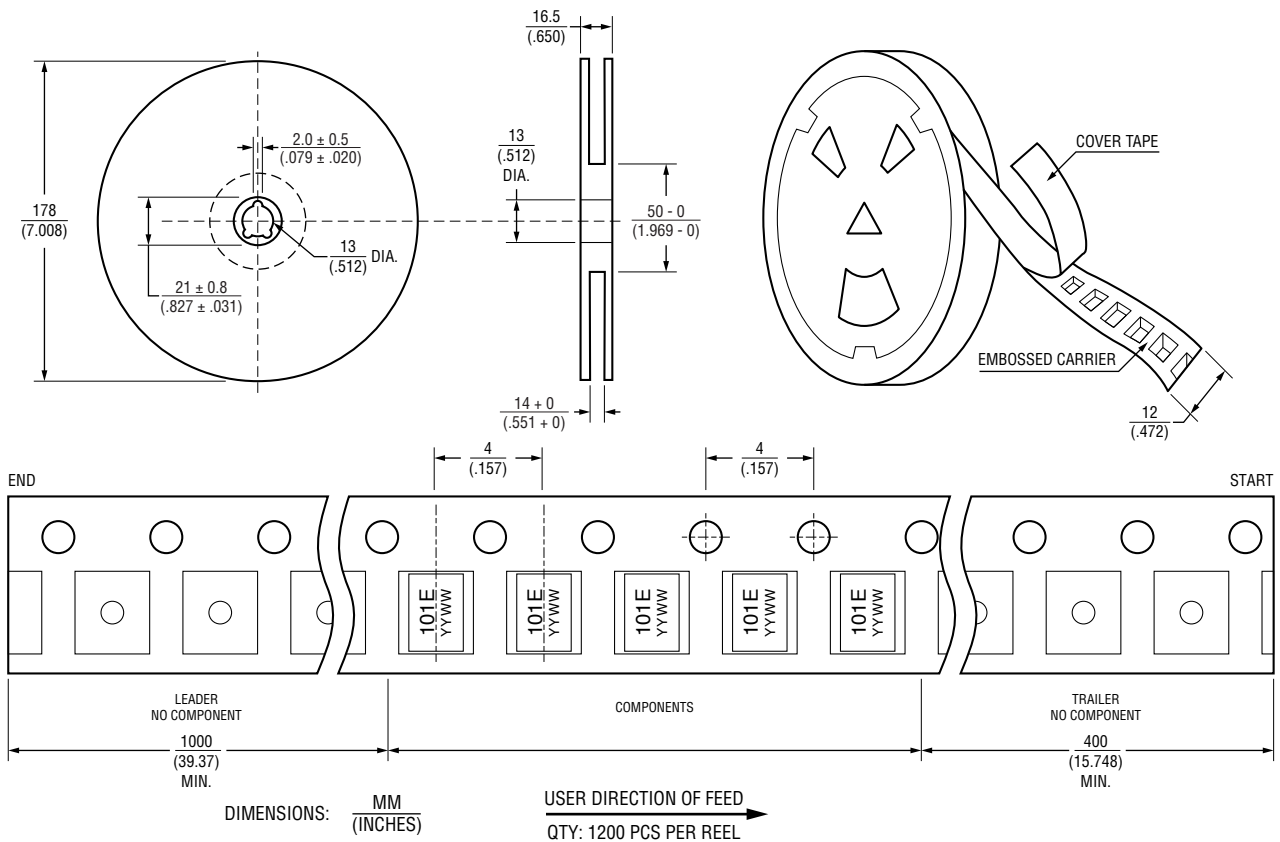 178
(7.008)
2.0 ± 0.5
(.079 ± .020)
13
(.512)
DIA.
21 ± 0.8
(.827 ± .031)
16.5
(.650)
13
(.512)
DIA.
50 - 0
(1.969 - 0)
14 + 0
(.551 + 0)
COVER TAPE
EMBOSSED CARRIER
12
(.472)
4
(.157)
4
(.157)
END
START
101E
YYWW
101E
YYWW
101E
YYWW
101E
YYWW
101E
YYWW
LEADER
NO COMPONENT
COMPONENTS
TRAILER
NO COMPONENT
1000
(39.37)
MIN.
400
(15.748)
MIN.
DIMENSIONS:
MM
(INCHES)
USER DIRECTION OF FEED
QTY: 1200 PCS PER REEL